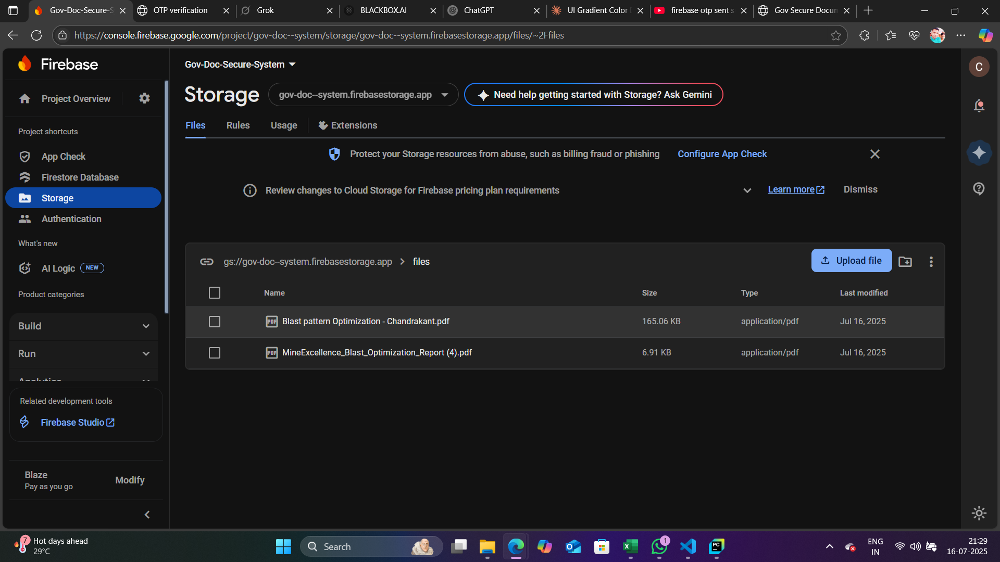 Gov-Doc-Secure-S
OTP verification
Grok
BLACKBOX.AI
ChatGPT
UI Gradient Color
firebase otp sent s
Gov Secure Docum
https://console.firebase.google.com/project/gov-doc--system/storage/gov-doc--system.firebasestorage.app/files/~2Ffiles
Firebase
Project Overview
Project shortcuts
App Check
Firestore Database
Storage
Authentication
What's new
AI Logic NEW
Product categories
Build
Run
Analytics
Related development tools
Firebase Studio
Blaze
Pay as you go
Modify
Gov-Doc-Secure-System
Storage
gov-doc--system.firebasestorage.app
Need help getting started with Storage? Ask Gemini
Files
Rules
Usage
Extensions
Protect your Storage resources from abuse, such as billing fraud or phishing
Configure App Check
Review changes to Cloud Storage for Firebase pricing plan requirements
Learn more
Dismiss
gs://gov-doc--system.firebasestorage.app > files
Upload file
Name Size Type Last modified
PDF Blast pattern Optimization - Chandrakant.pdf 165.06 KB application/pdf Jul 16, 2025
PDF MineExcellence_Blast_Optimization_Report (4).pdf 6.91 KB application/pdf Jul 16, 2025
C
7
Hot days ahead
29°C
Search
1
PC
ENG
IN
21:29
16-07-2025